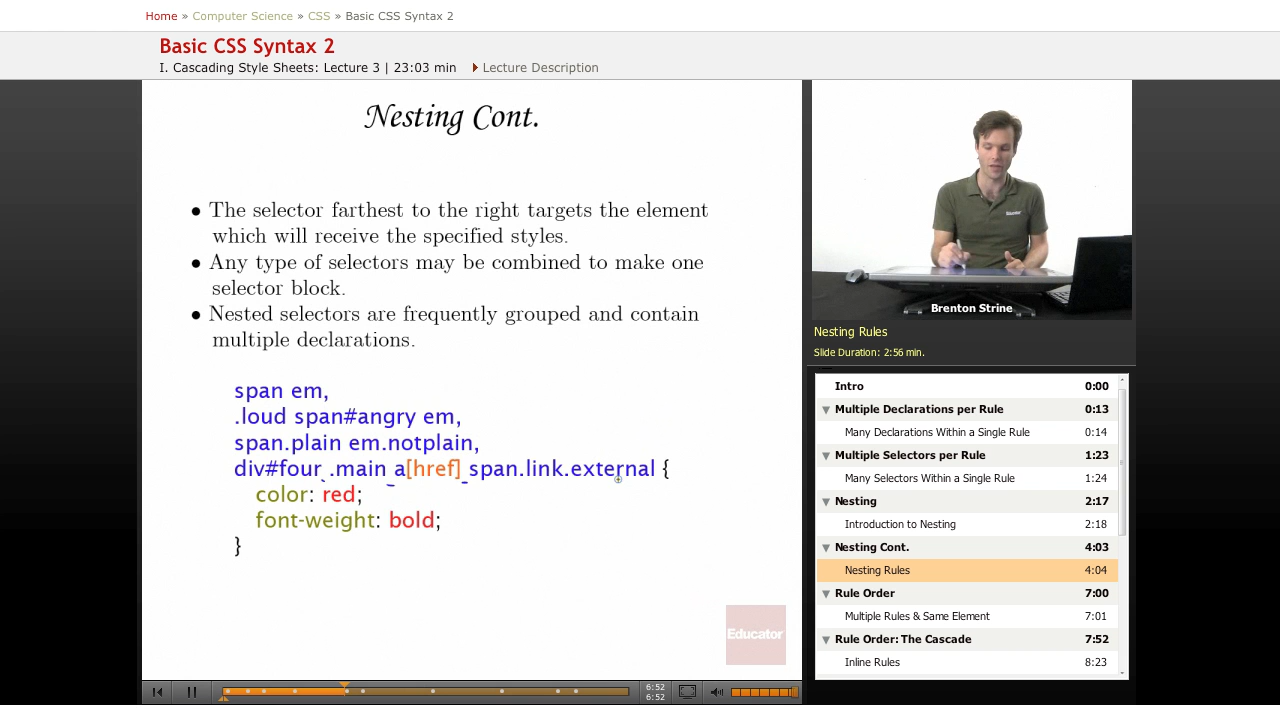 Home » Computer Science » CSS » Basic CSS Syntax 2
Basic CSS Syntax 2
I. Cascading Style Sheets: Lecture 3 | 23:03 min Lecture Description
Nesting Cont.
• The selector farthest to the right targets the element
which will receive the specified styles.
• Any type of selectors may be combined to make one
selector block.
• Nested selectors are frequently grouped and contain
multiple declarations.
span em,
.loud span#angry em,
span.plain em.notplain,
div#four .main a[href] span.link.external {
color: red;
font-weight: bold;
}
Educator
6:52
6:52
Brenton Strine
Nesting Rules
Slide Duration: 2:56 min.
Intro 0:00
Multiple Declarations per Rule 0:13
Many Declarations Within a Single Rule 0:14
Multiple Selectors per Rule 1:23
Many Selectors Within a Single Rule 1:24
Nesting 2:17
Introduction to Nesting 2:18
Nesting Cont. 4:03
Nesting Rules 4:04
Rule Order 7:00
Multiple Rules & Same Element 7:01
Rule Order: The Cascade 7:52
Inline Rules 8:23